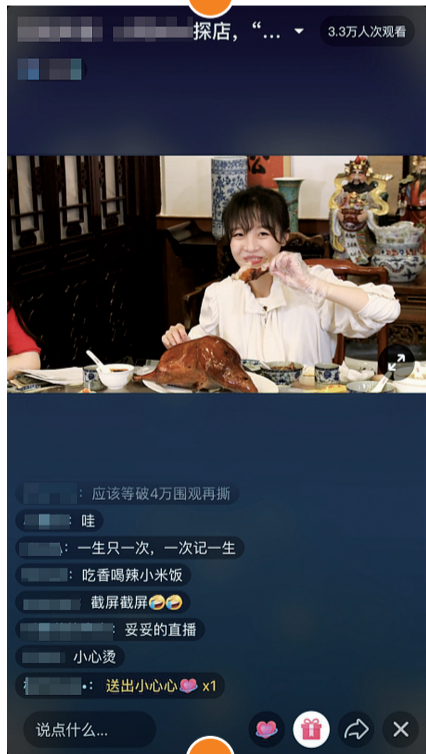 探店，“...
3.3万人次观看
公
：应该等破4万围观再撕
：哇
：一生只一次，一次记一生
：吃香喝辣小米饭
：截屏截屏🤣🤣
：妥妥的直播
小心烫
：送出小心心💗 x1
说点什么...